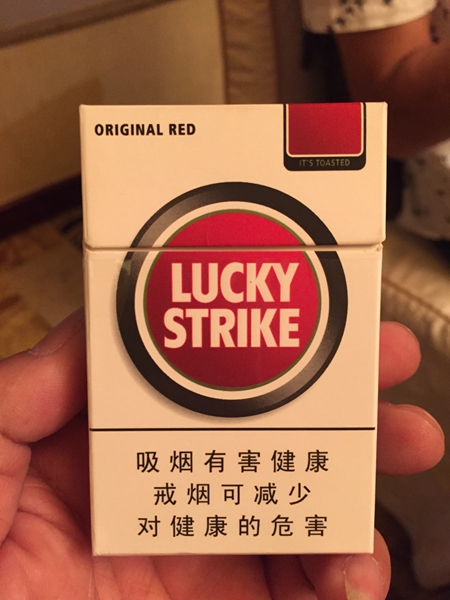 ORIGINAL RED
IT'S TOASTED
LUCKY
STRIKE
吸烟有害健康
戒烟可减少
对健康的危害